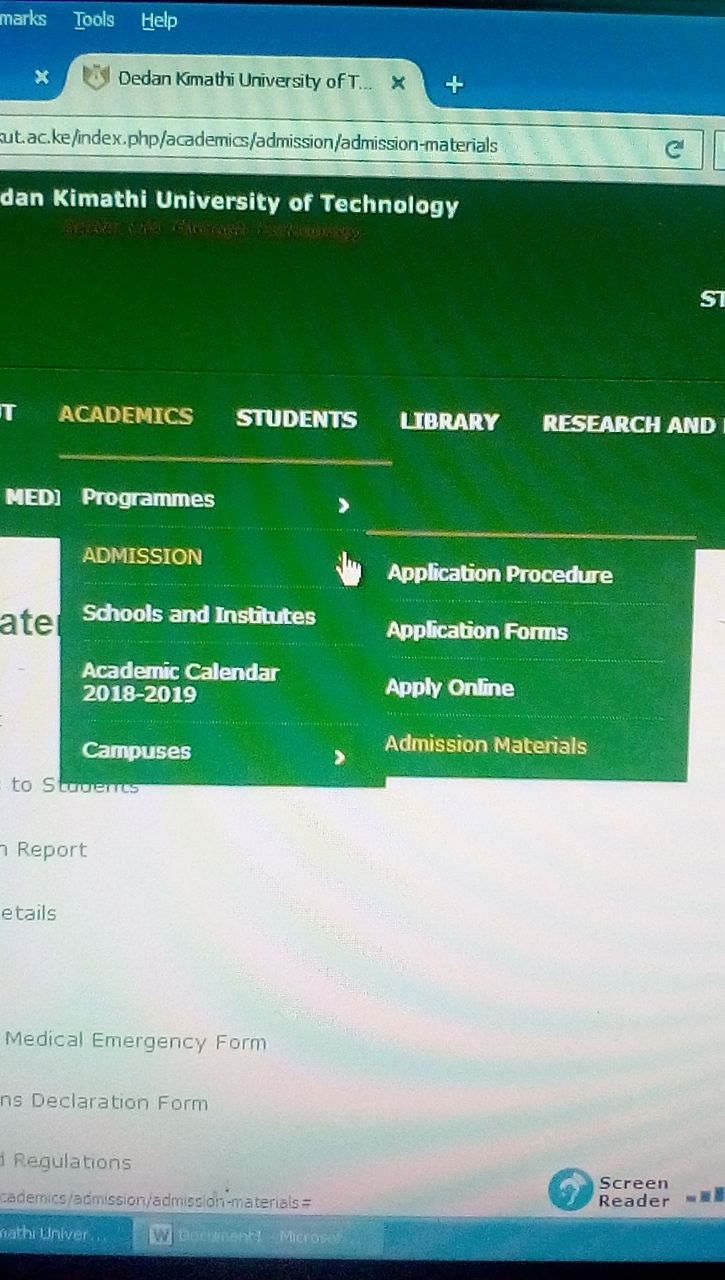 marks Tools Help
Dedan Kimathi University of T...
ut.ac.ke/index.php/academics/admission/admission-materials
dan Kimathi University of Technology
ST
T ACADEMICS STUDENTS LIBRARY RESEARCH AND
MEDI
Programmes
ADMISSION
Schools and Institutes
Academic Calendar
2018-2019
Campuses
Application Procedure
Application Forms
Apply Online
Admission Materials
ate
to Students
n Report
etails
Medical Emergency Form
ns Declaration Form
d Regulations
Screen
Reader
cademics/admission/admission-materials=
mathi Univer...
W Document1 - Microsof...